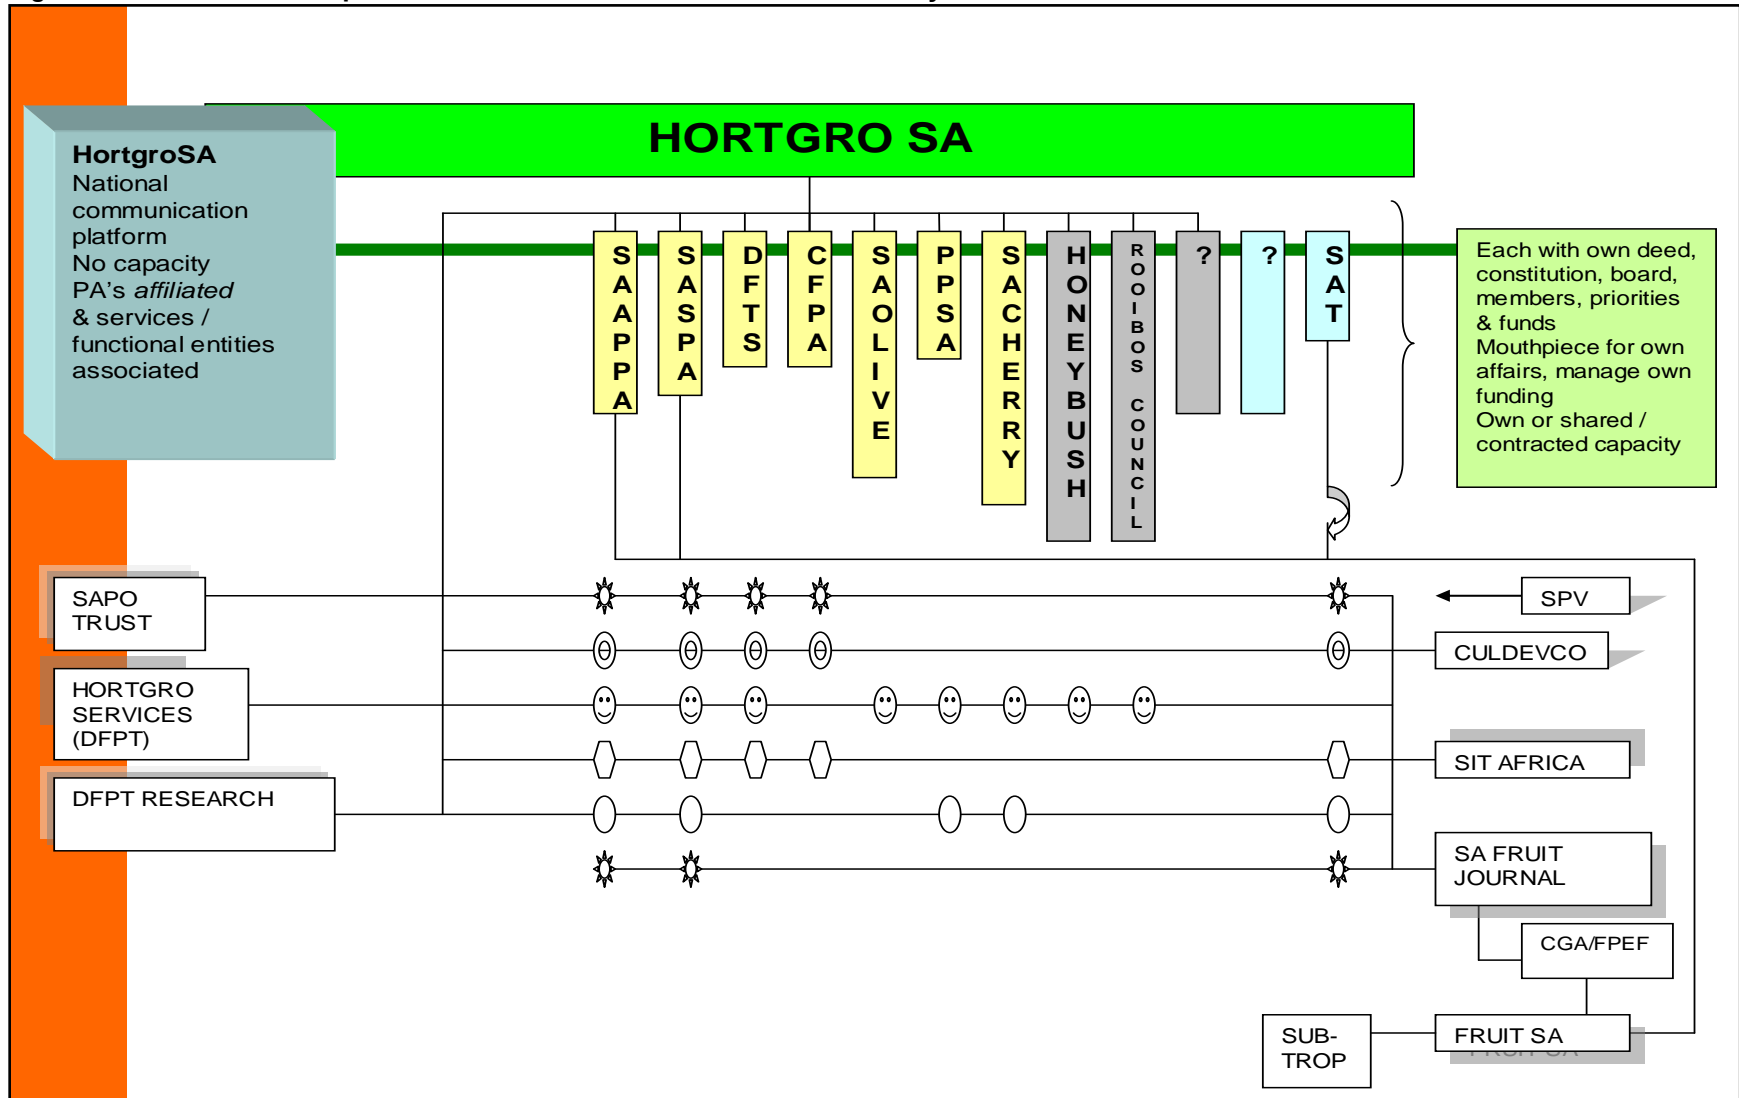 HORTGRO SA
HortgroSA
National
communication
platform
No capacity
PA's affiliated
& services /
functional entities
associated
SAAPPA
SASPA
DFTS
CFPA
SAOLIVE
PPSA
SACHERRY
HONEYBUSH
ROOIBOS COUNCIL
?
?
SAT
Each with own deed,
constitution, board,
members, priorities
& funds
Mouthpiece for own
affairs, manage own
funding
Own or shared /
contracted capacity
SAPO
TRUST
SPV
CULDEVCO
HORTGRO
SERVICES
(DFPT)
SIT AFRICA
DFPT RESEARCH
SA FRUIT
JOURNAL
CGA/FPEF
SUB-
TROP
FRUIT SA